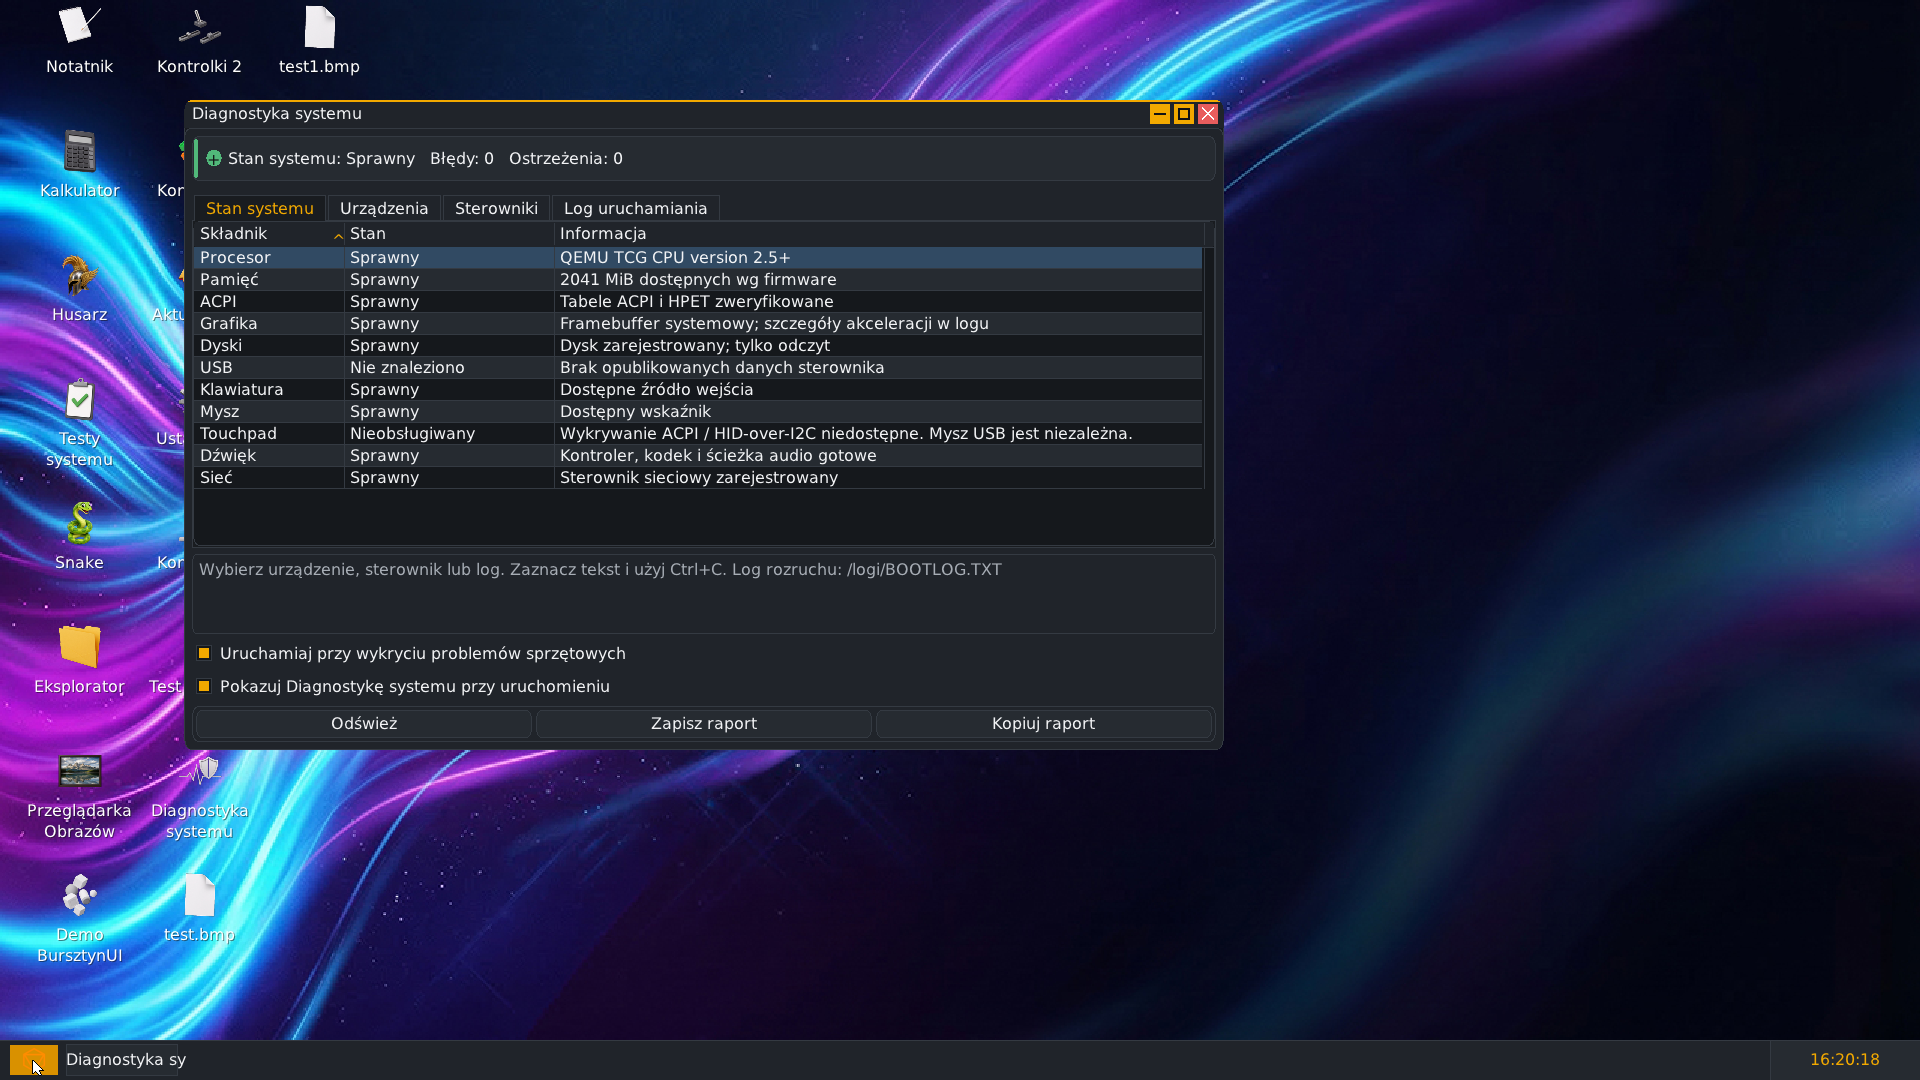 Notatnik
Kontrolki 2
test1.bmp
Diagnostyka systemu
Stan systemu: Sprawny Błędy: 0 Ostrzeżenia: 0
Stan systemu Urządzenia Sterowniki Log uruchamiania
Składnik Stan Informacja
Procesor Sprawny QEMU TCG CPU version 2.5+
Pamięć Sprawny 2041 MiB dostępnych wg firmware
ACPI Sprawny Tabele ACPI i HPET zweryfikowane
Grafika Sprawny Framebuffer systemowy; szczegóły akceleracji w logu
Dyski Sprawny Dysk zarejestrowany; tylko odczyt
USB Nie znaleziono Brak opublikowanych danych sterownika
Klawiatura Sprawny Dostępne źródło wejścia
Mysz Sprawny Dostępny wskaźnik
Touchpad Nieobsługiwany Wykrywanie ACPI / HID-over-I2C niedostępne. Mysz USB jest niezależna.
Dźwięk Sprawny Kontroler, kodek i ścieżka audio gotowe
Sieć Sprawny Sterownik sieciowy zarejestrowany
Wybierz urządzenie, sterownik lub log. Zaznacz tekst i użyj Ctrl+C. Log rozruchu: /logi/BOOTLOG.TXT
Uruchamiaj przy wykryciu problemów sprzętowych
Pokazuj Diagnostykę systemu przy uruchomieniu
Odśwież Zapisz raport Kopiuj raport
Kalkulator
Kor
Husarz
Aktu
Testy
systemu
Usta
Snake
Kor
Eksplorator
Test
Przeglądarka
Obrazów
Diagnostyka
systemu
Demo
BursztynUI
test.bmp
Diagnostyka sy
16:20:18